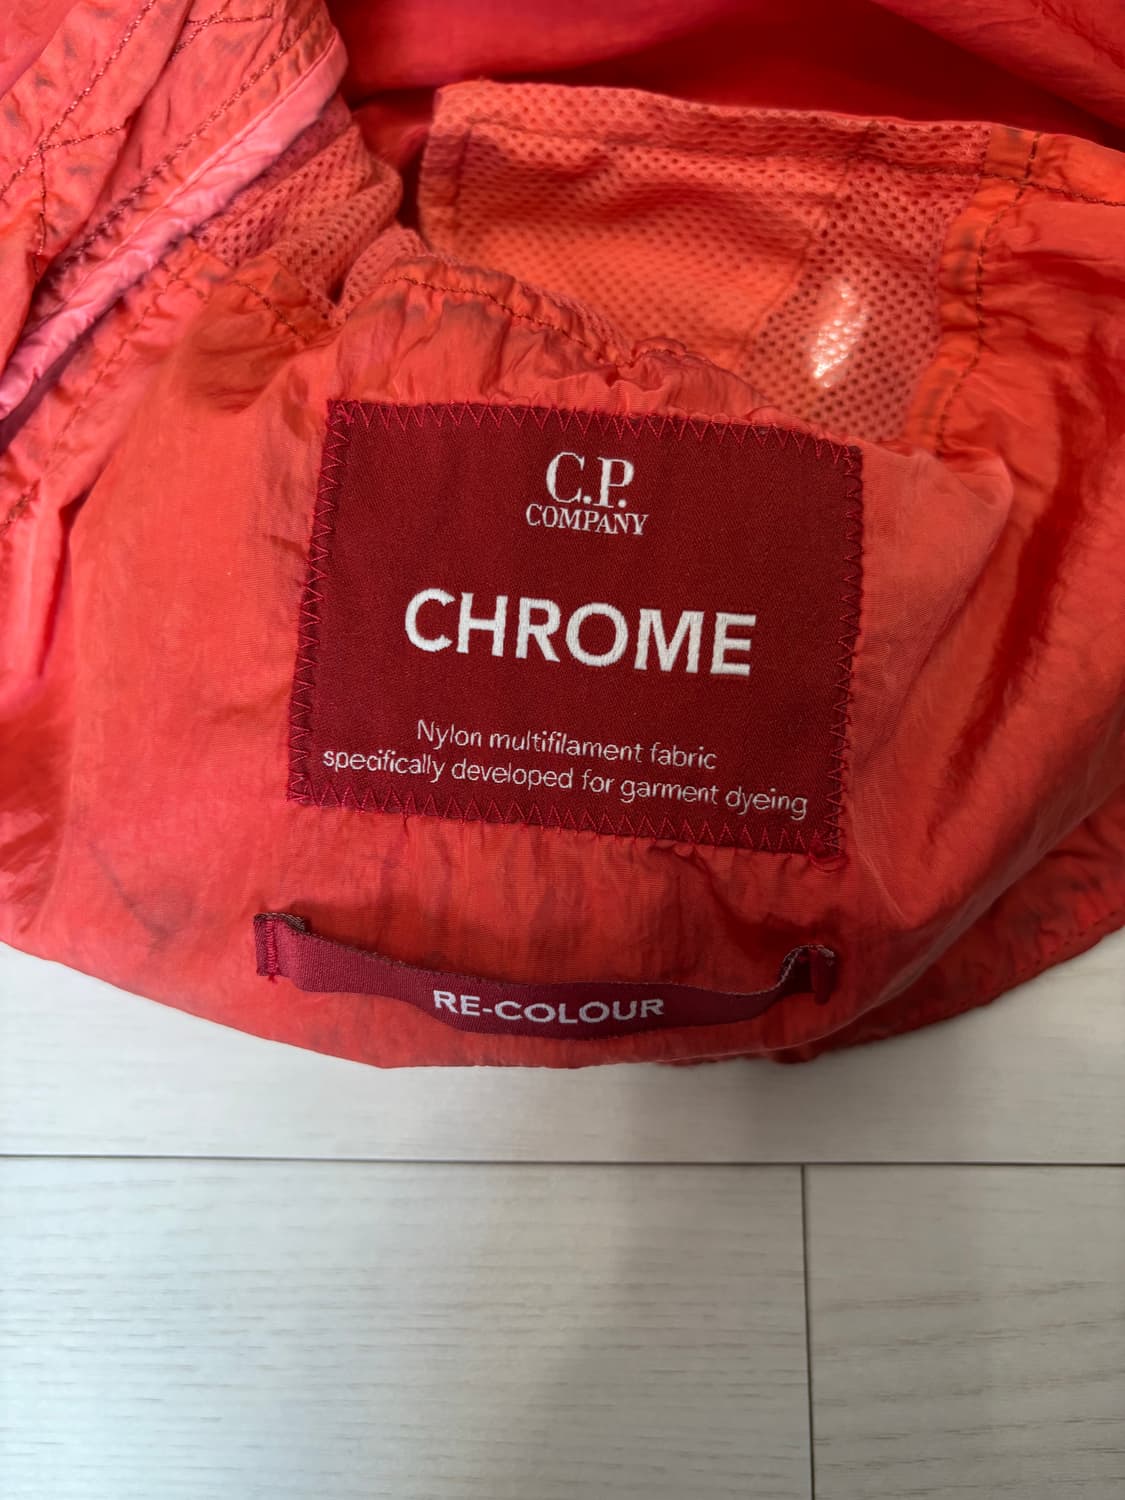 C.P.
COMPANY
CHROME
Nylon multifilament fabric
specifically developed for garment dyeing
RE-COLOUR